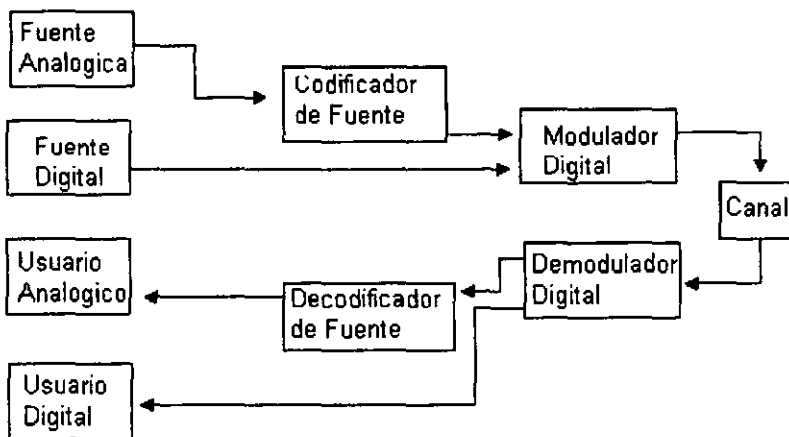 Fuente
Analogica
Codificador
de Fuente
Fuente
Digital
Modulador
Digital
Canal
Usuario
Analogico
Decodificador
de Fuente
Demodulador
Digital
Usuario
Digital